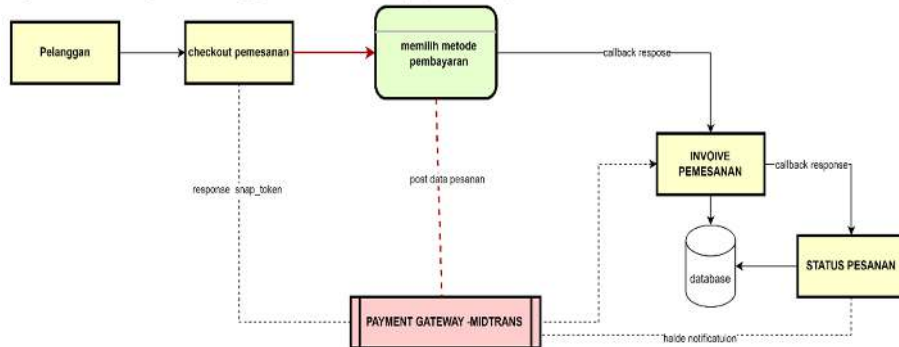 Pelanggan
checkout pemesanan
memilih metode
pembayaran
callback respose
INVOIVE
PEMESANAN
callback response
response snap_token
post data pesanan
database
STATUS PESANAN
PAYMENT GATEWAY -MIDTRANS
halde notificatuion